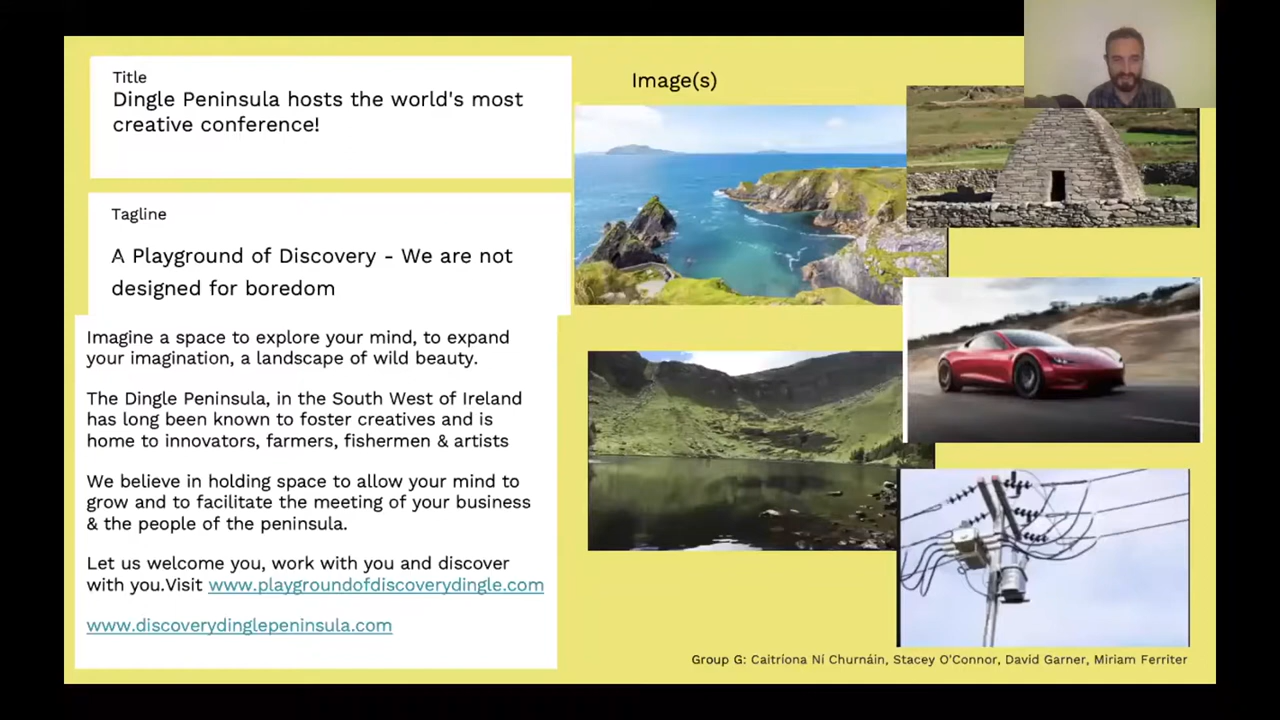 Title
Dingle Peninsula hosts the world's most
creative conference!
Tagline
A Playground of Discovery - We are not
designed for boredom
Imagine a space to explore your mind, to expand
your imagination, a landscape of wild beauty.
The Dingle Peninsula, in the South West of Ireland
has long been known to foster creatives and is
home to innovators, farmers, fishermen & artists
We believe in holding space to allow your mind to
grow and to facilitate the meeting of your business
& the people of the peninsula.
Let us welcome you, work with you and discover
with you.Visit www.playgroundofdiscoverydingle.com
www.discoverydinglepeninsula.com
Image(s)
Group G: Caitríona Ní Churnáin, Stacey O'Connor, David Garner, Miriam Ferriter